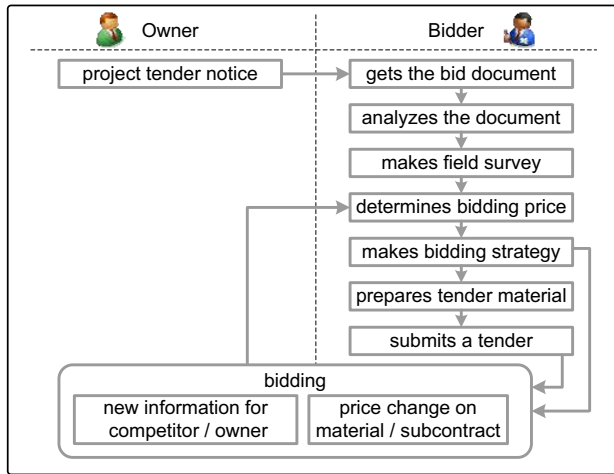 Owner
Bidder
project tender notice
gets the bid document
analyzes the document
makes field survey
determines bidding price
makes bidding strategy
prepares tender material
submits a tender
bidding
new information for
competitor / owner
price change on
material / subcontract